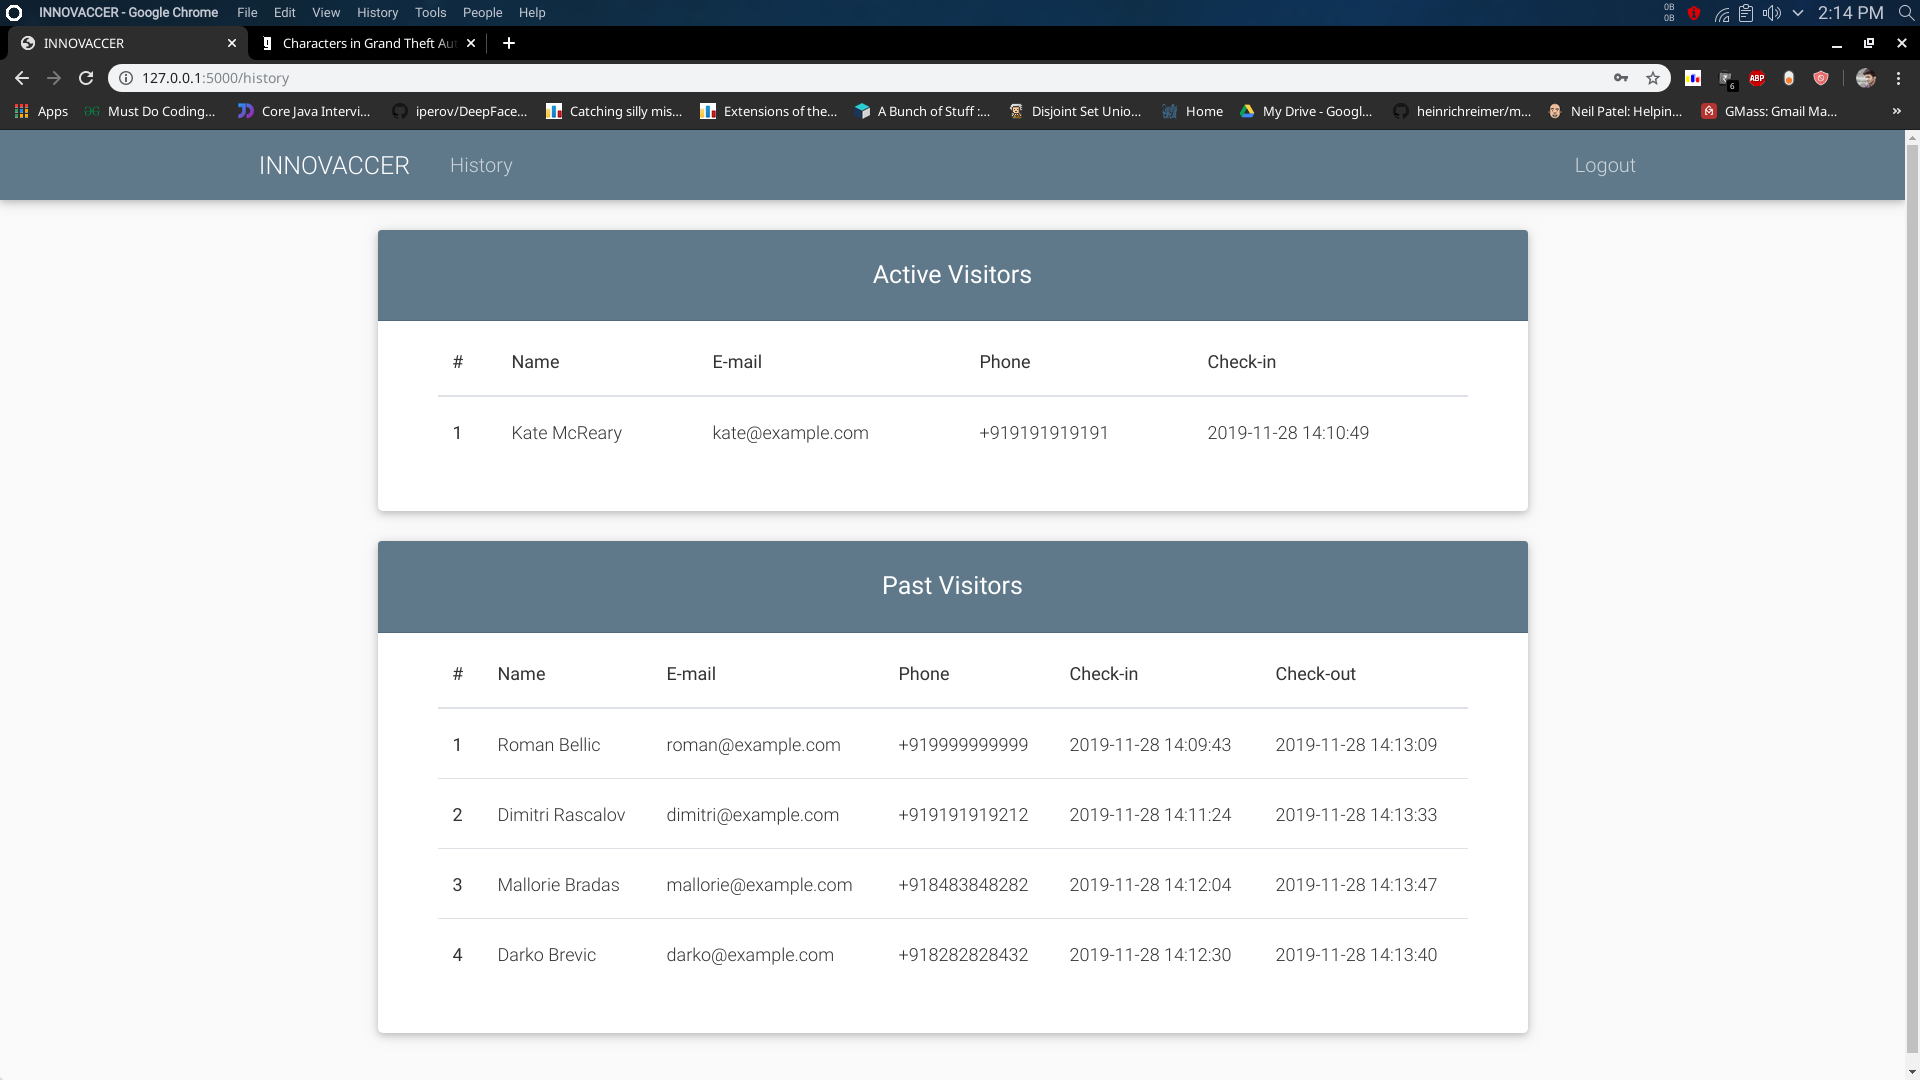 INNOVACCER - Google Chrome File Edit View History Tools People Help 0B 0B 2:14 PM
INNOVACCER Characters in Grand Theft Aut
127.0.0.1:5000/history 6 ABP
Apps Must Do Coding... Core Java Intervi... iperov/DeepFace... Catching silly mis... Extensions of the... A Bunch of Stuff :... Disjoint Set Unio... Home My Drive - Googl... heinrichreimer/m... Neil Patel: Helpin... GMass: Gmail Ma... »
INNOVACCER History Logout
Active Visitors
# Name E-mail Phone Check-in
1 Kate McReary kate@example.com +919191919191 2019-11-28 14:10:49
Past Visitors
# Name E-mail Phone Check-in Check-out
1 Roman Bellic roman@example.com +919999999999 2019-11-28 14:09:43 2019-11-28 14:13:09
2 Dimitri Rascalov dimitri@example.com +919191919212 2019-11-28 14:11:24 2019-11-28 14:13:33
3 Mallorie Bradas mallorie@example.com +918483848282 2019-11-28 14:12:04 2019-11-28 14:13:47
4 Darko Brevic darko@example.com +918282828432 2019-11-28 14:12:30 2019-11-28 14:13:40